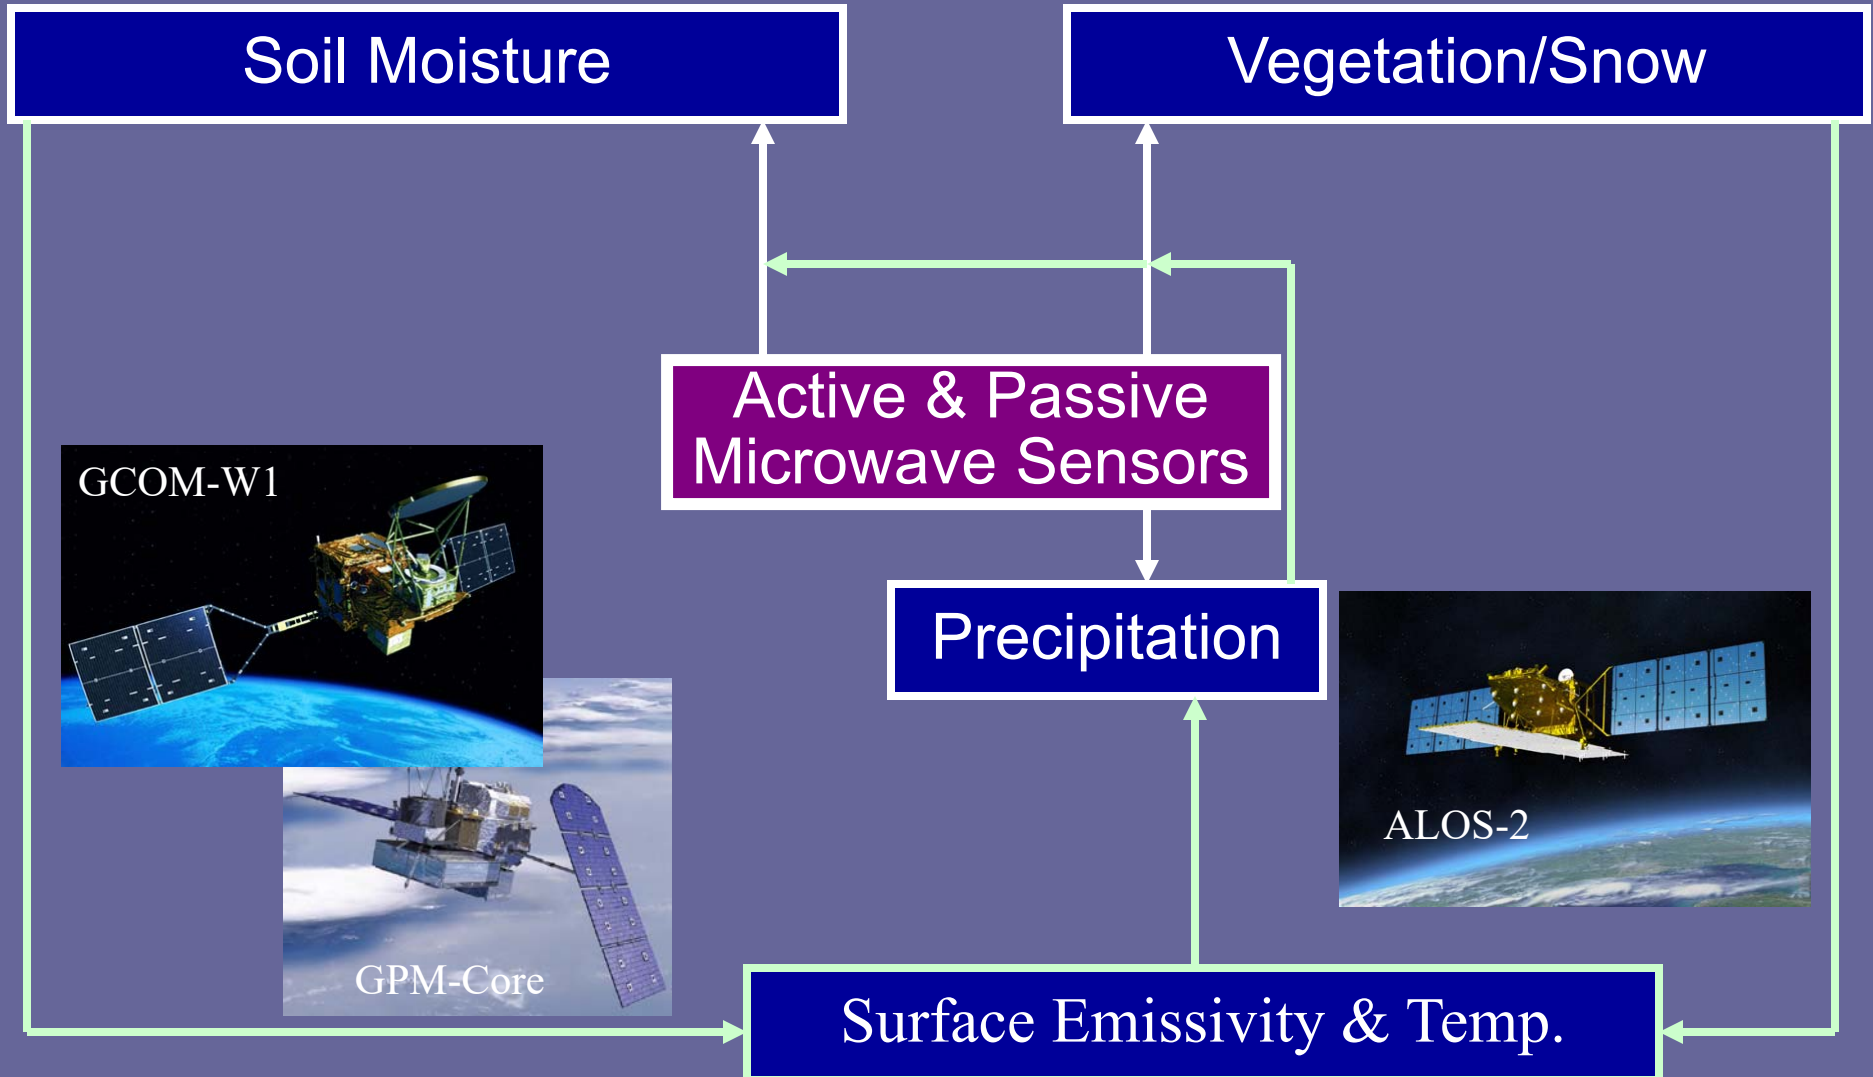 Soil Moisture
Vegetation/Snow
Active & Passive
Microwave Sensors
GCOM-W1
Precipitation
ALOS-2
GPM-Core
Surface Emissivity & Temp.